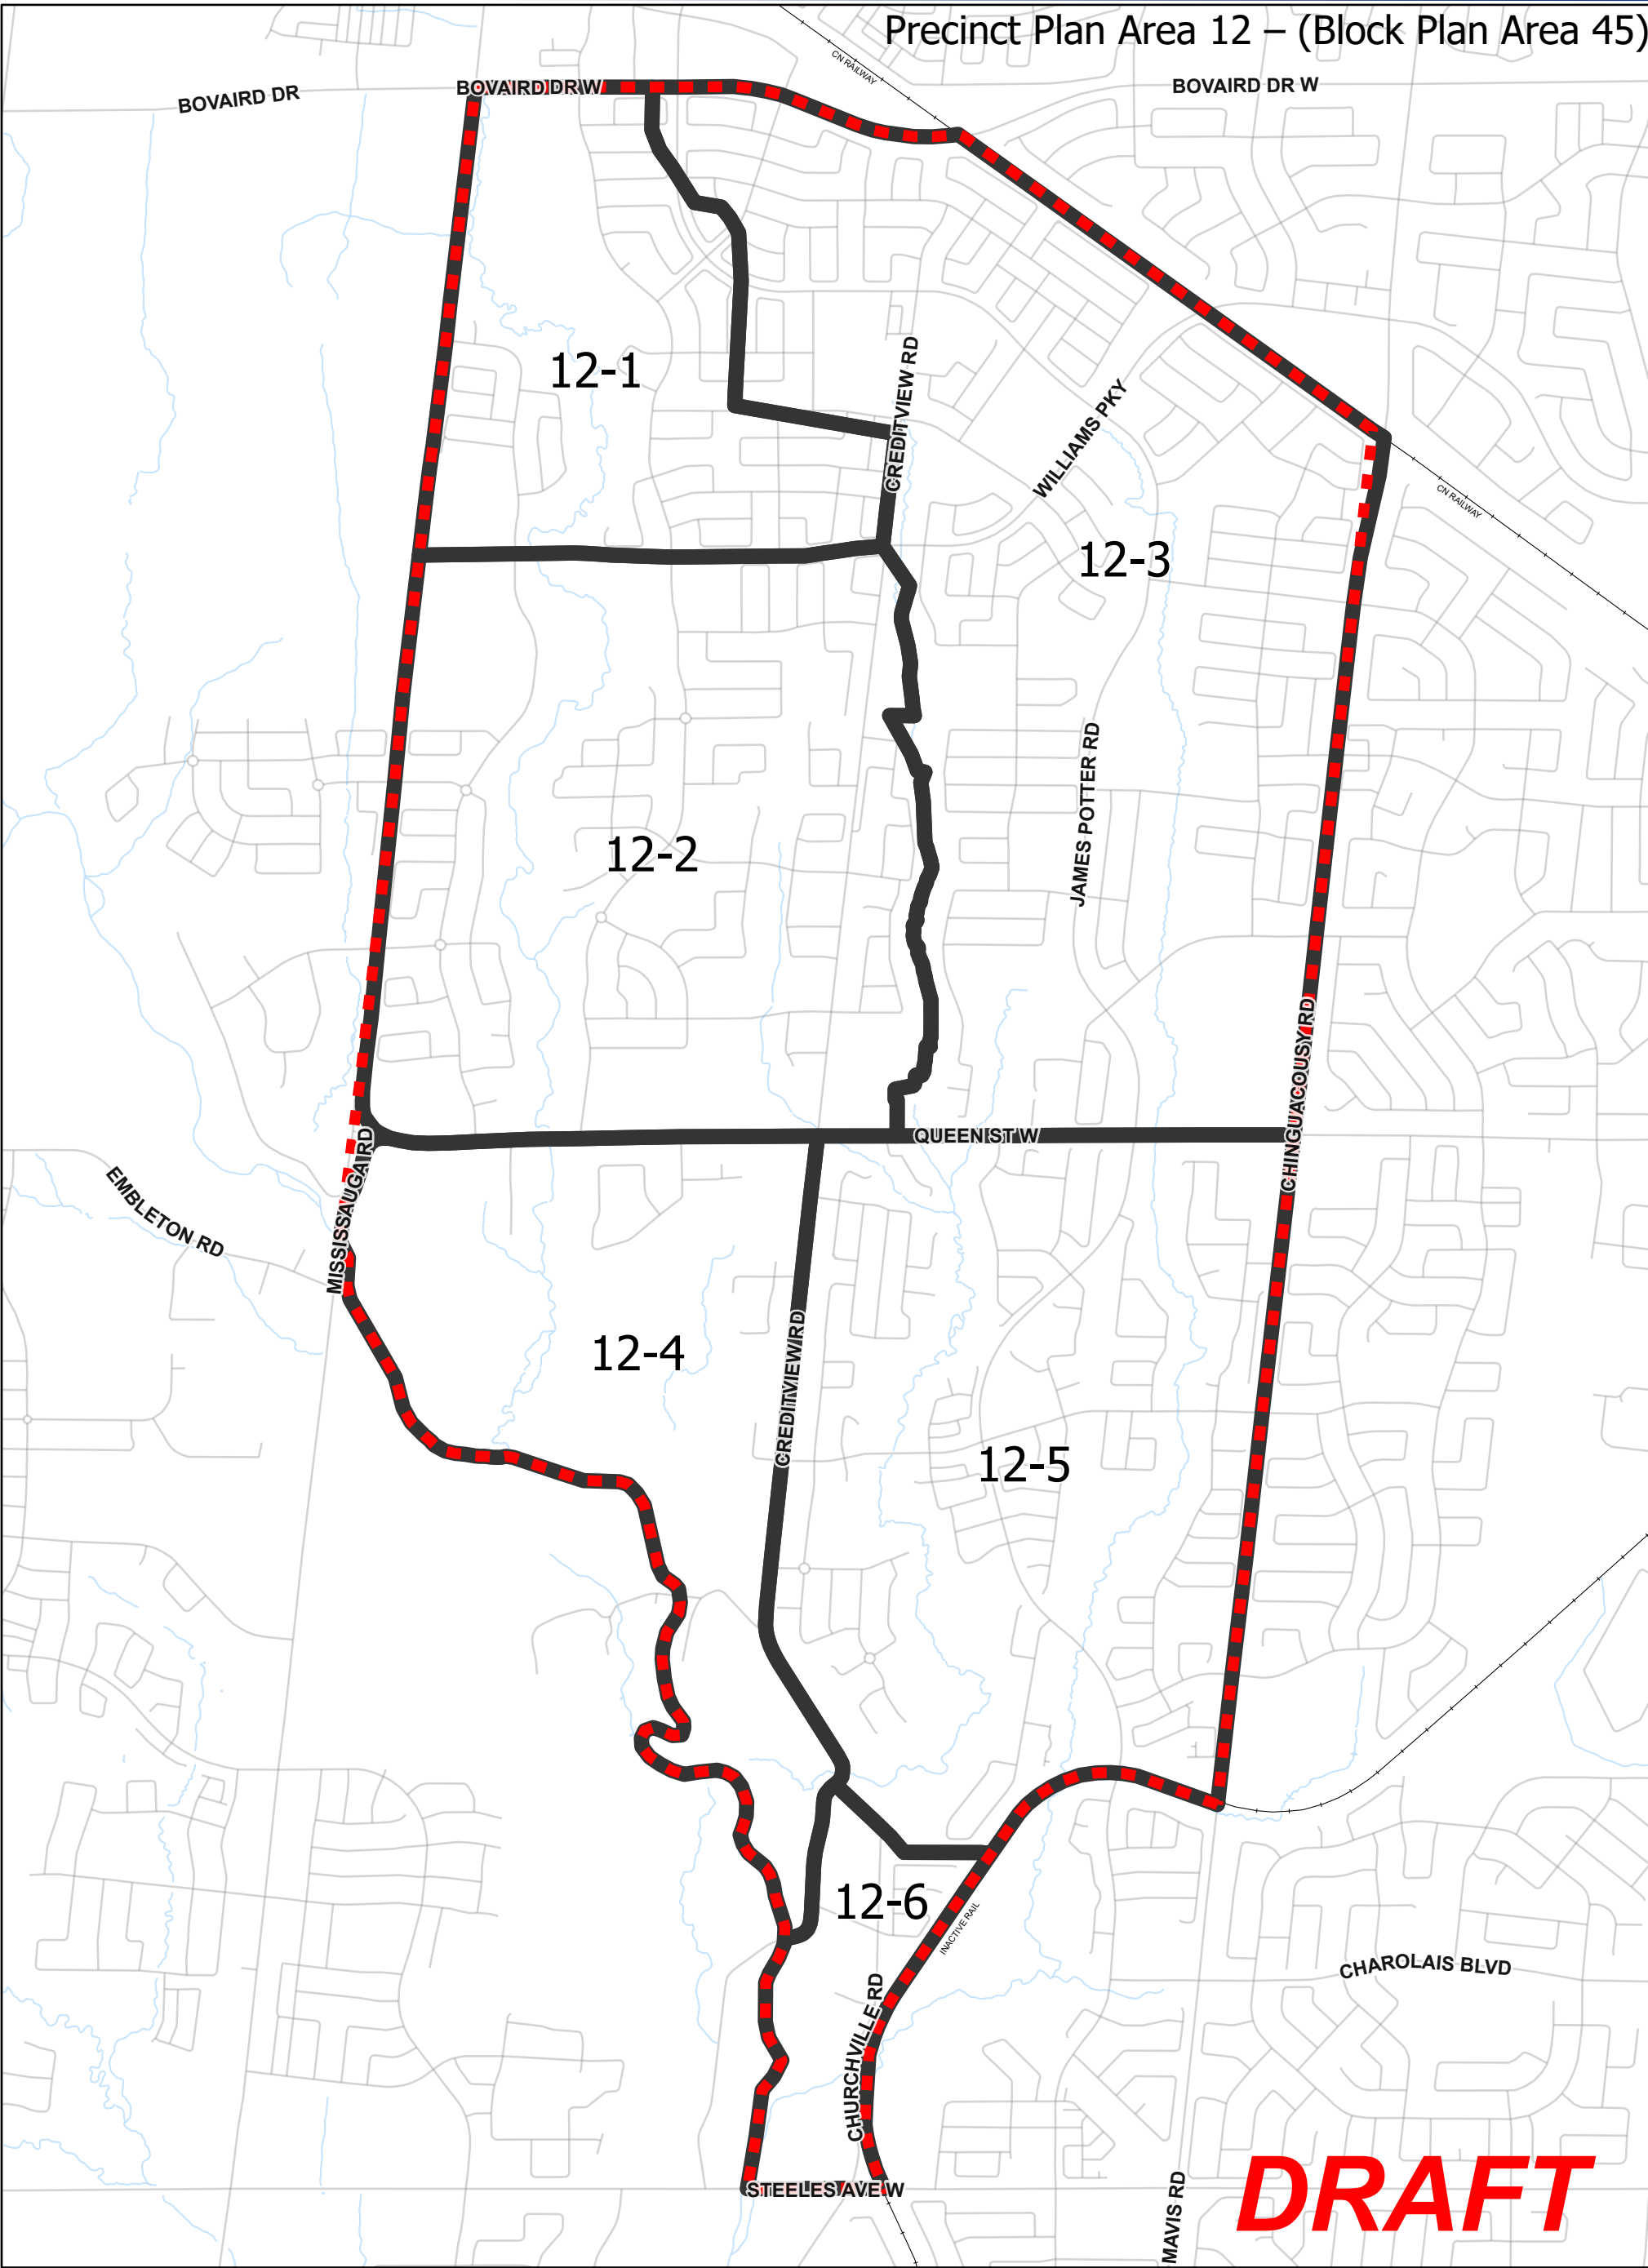 Precinct Plan Area 12 – (Block Plan Area 45)
CN RAILWAY
BOVAIRD DR
BOVAIRD DR W
BOVAIRD DR W
12-1
CREDITVIEW RD
WILLIAMS PKY
CN RAILWAY
12-3
JAMES POTTER RD
12-2
CHINGUACOUSY RD
QUEEN ST W
MISSISSAUGA RD
EMBLETON RD
12-4
CREDITVIEW RD
12-5
12-6
INACTIVE RAIL
CHAROLAIS BLVD
CHURCHVILLE RD
STEELES AVE W
MAVIS RD
DRAFT